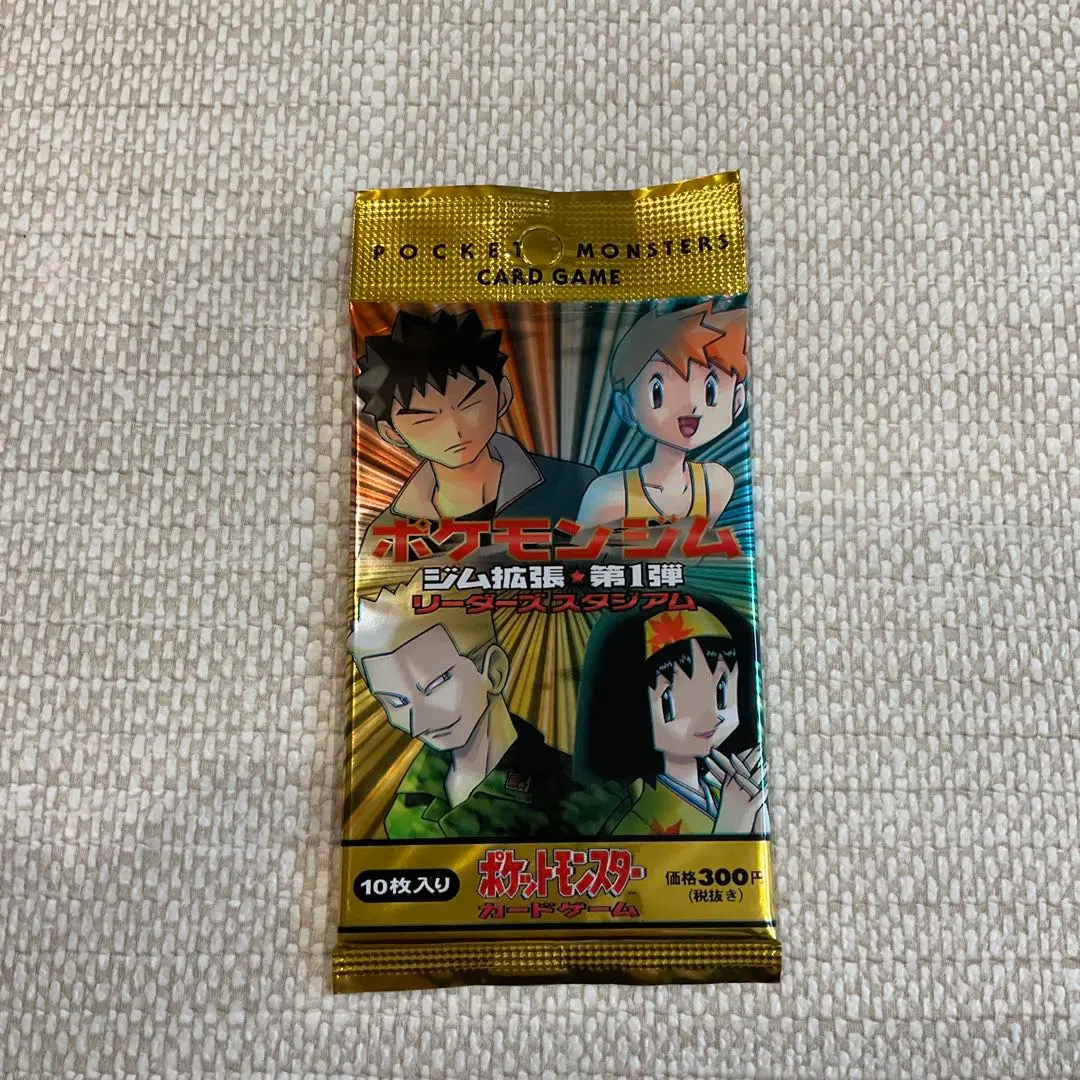 POCKET MONSTERS
CARD GAME
ポケモンジム
ジム拡張★第1弾
リーダーズスタジアム
10枚入り
ポケットモンスター
カードゲーム
価格300円
(税抜き)